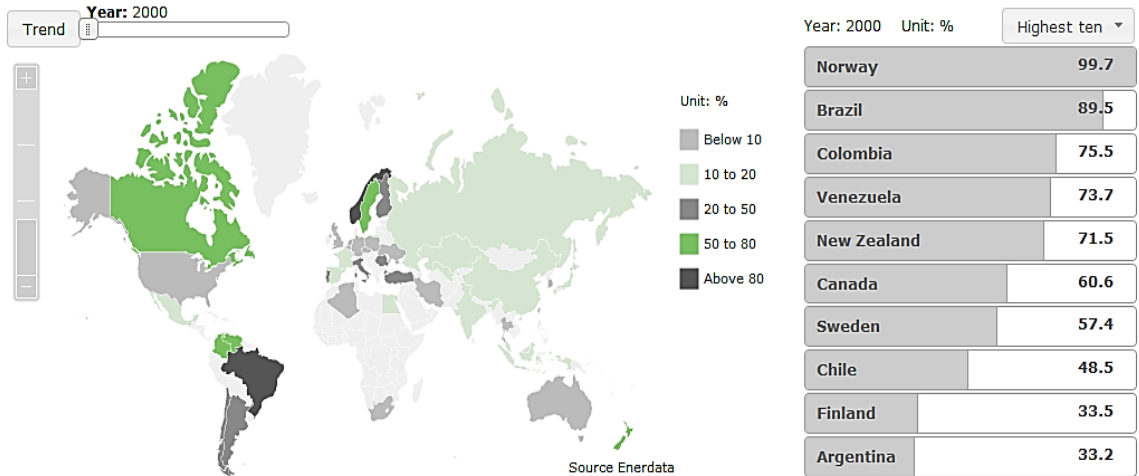 Trend
Year: 2000
Unit: %
Below 10
10 to 20
20 to 50
50 to 80
Above 80
Source Enerdata
Year: 2000 Unit: % Highest ten
Norway 99.7
Brazil 89.5
Colombia 75.5
Venezuela 73.7
New Zealand 71.5
Canada 60.6
Sweden 57.4
Chile 48.5
Finland 33.5
Argentina 33.2